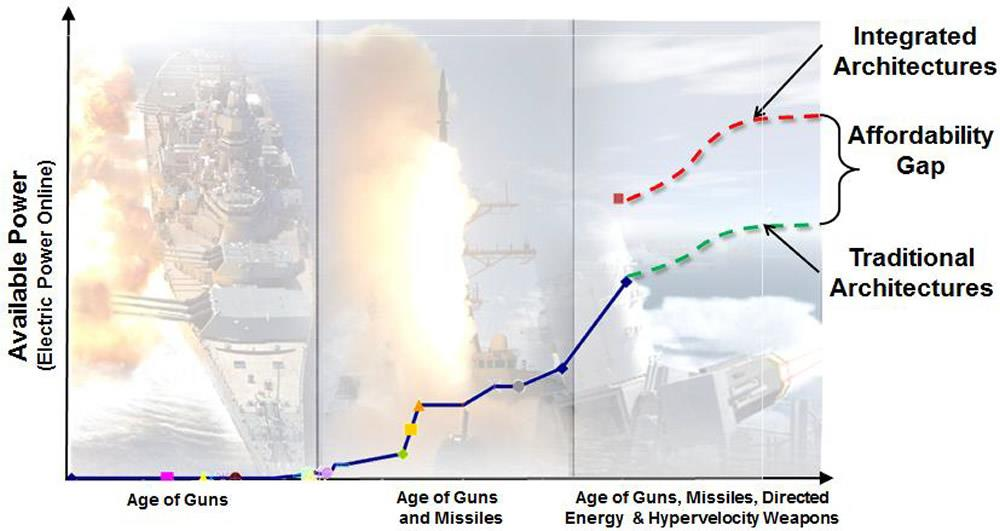 Integrated
Architectures
Affordability
Gap
Traditional
Architectures
Available Power
(Electric Power Online)
Age of Guns
Age of Guns
and Missiles
Age of Guns, Missiles, Directed
Energy & Hypervelocity Weapons